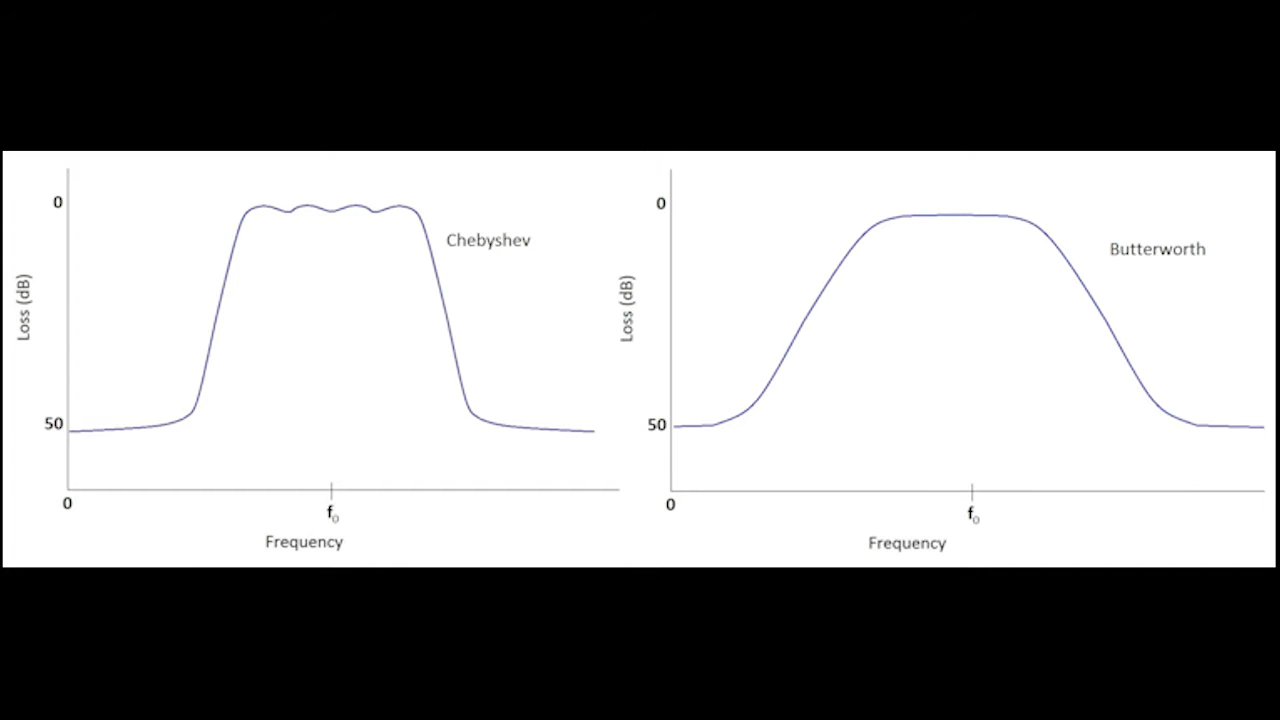 0
Chebyshev
Loss (dB)
50
0
f₀
Frequency
0
Butterworth
Loss (dB)
50
0
f₀
Frequency